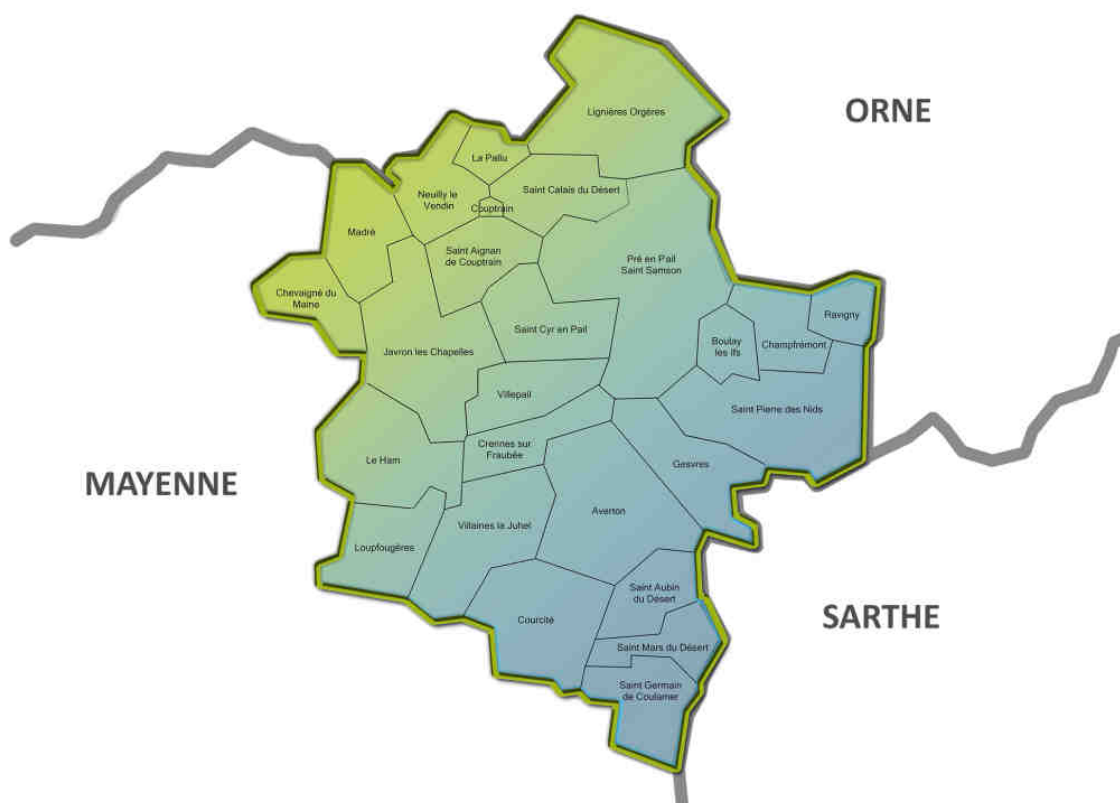 ORNE
Lignières Orgères
La Pallu
Saint Calais du Désert
Neuilly le
Vendin
Couptrain
Madré
Saint Aignan
de Couptrain
Pré en Pail
Saint Samson
Chevaigné du
Maine
Ravigny
Saint Cyr en Pail
Boulay
les Ifs
Champfrémont
Javron les Chapelles
Villepail
Saint Pierre des Nids
Crennes sur
Fraubée
Le Ham
Gesvres
MAYENNE
Averton
Villaines la Juhel
Loupfougères
Saint Aubin
du Désert
Courcité
SARTHE
Saint Mars du Désert
Saint Germain
de Coulamer